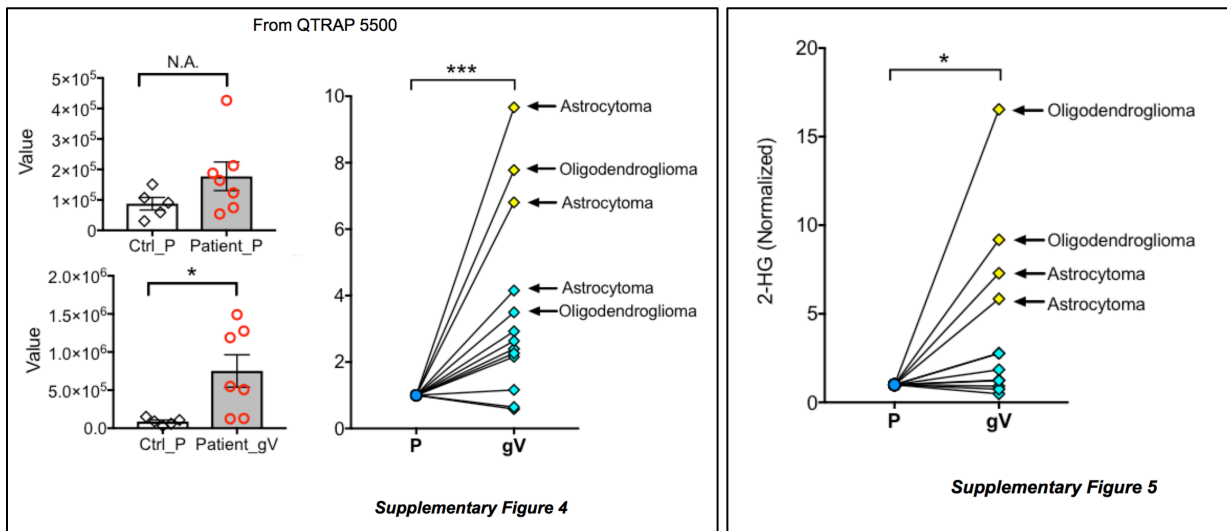 From QTRAP 5500
N.A.
5×10⁵
4×10⁵
3×10⁵
2×10⁵
1×10⁵
0
Value
Ctrl_P Patient_P
*
2.0×10⁶
1.5×10⁶
1.0×10⁶
5.0×10⁵
0.0
Value
Ctrl_P Patient_gV
***
10
8
6
4
2
0
Astrocytoma
Oligodendroglioma
Astrocytoma
Astrocytoma
Oligodendroglioma
P gV
Supplementary Figure 4
*
20
15
10
5
0
2-HG (Normalized)
Oligodendroglioma
Oligodendroglioma
Astrocytoma
Astrocytoma
P gV
Supplementary Figure 5